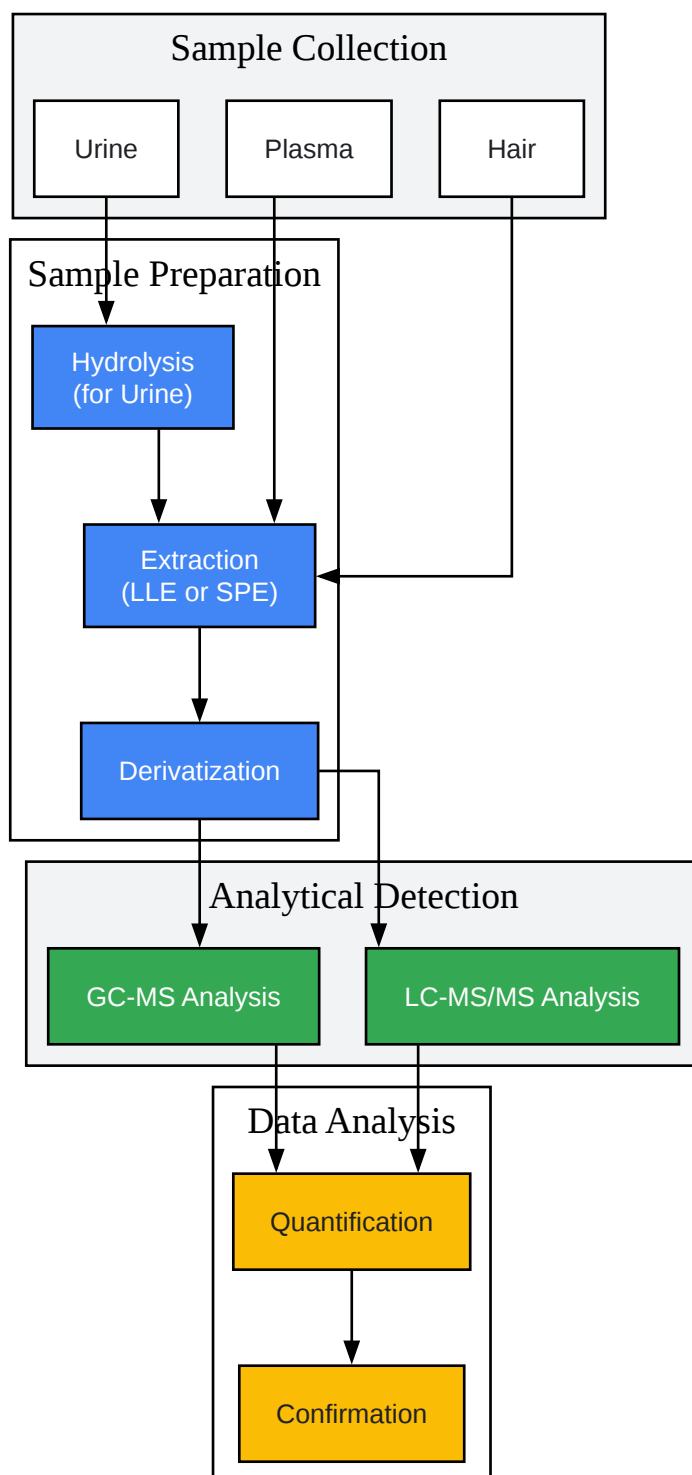 Sample Collection
Urine
Plasma
Hair
Sample Preparation
Hydrolysis
(for Urine)
Extraction
(LLE or SPE)
Derivatization
Analytical Detection
GC-MS Analysis
LC-MS/MS Analysis
Data Analysis
Quantification
Confirmation